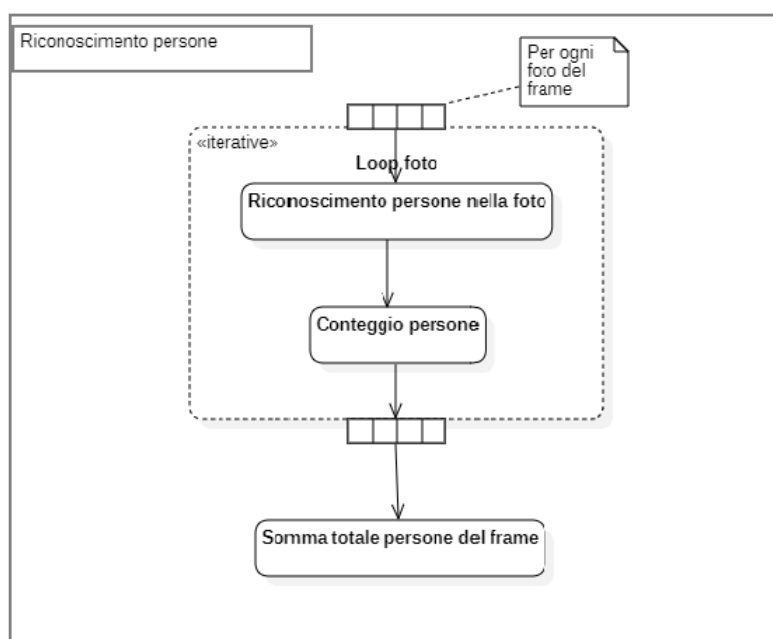 Riconoscimento persone
Per ogni
foto del
frame
«iterative»
Loop foto
Riconoscimento persone nella foto
Conteggio persone
Somma totale persone del frame